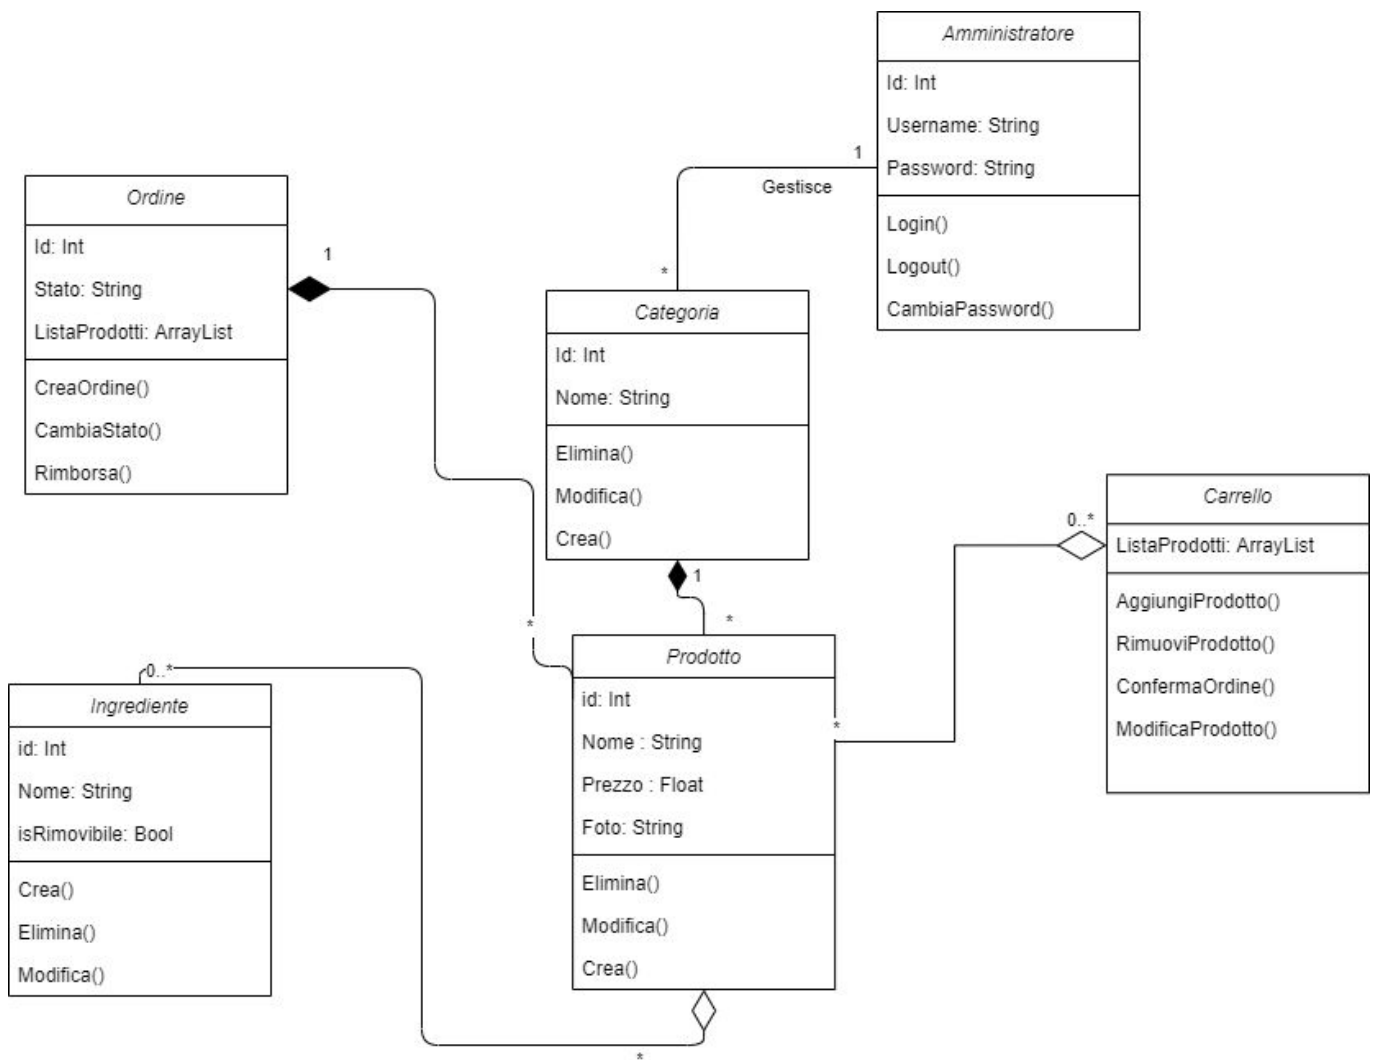 Amministratore
Id: Int
Username: String
Password: String
Login()
Logout()
CambiaPassword()
1
Gestisce
*
Ordine
Id: Int
Stato: String
ListaProdotti: ArrayList
CreaOrdine()
CambiaStato()
Rimborsa()
1
*
Categoria
Id: Int
Nome: String
Elimina()
Modifica()
Crea()
1
*
Carrello
ListaProdotti: ArrayList
AggiungiProdotto()
RimuoviProdotto()
ConfermaOrdine()
ModificaProdotto()
0..*
*
Prodotto
id: Int
Nome : String
Prezzo : Float
Foto: String
Elimina()
Modifica()
Crea()
*
0..*
Ingrediente
id: Int
Nome: String
isRimovibile: Bool
Crea()
Elimina()
Modifica()